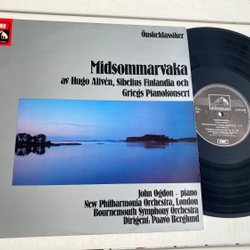 Önskeklassiker
Midsommarvaka
av Hugo Alfvén, Sibelius Finlandia och
Griegs Pianokonsert
John Ogdon – piano
New Philharmonia Orchestra, London
Bournemouth Symphony Orchestra
Dirigent: Paavo Berglund
EMI